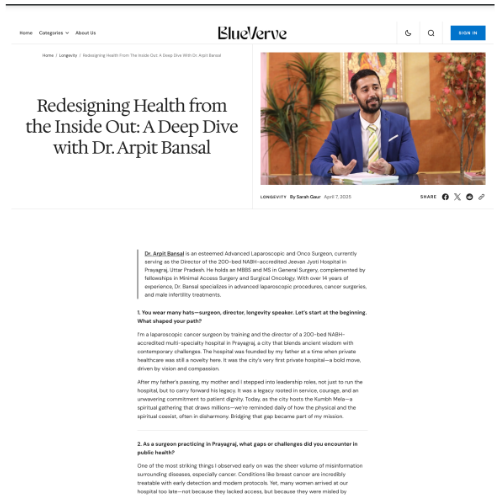 Home Categories About Us
BlueVerve
SIGN IN
Home / Longevity / Redesigning Health from the Inside Out: A Deep Dive With Dr. Arpit Bansal
Redesigning Health from
the Inside Out: A Deep Dive
with Dr. Arpit Bansal
LONGEVITY By Sarah Gaur April 7, 2025
SHARE
Dr. Arpit Bansal is an esteemed Advanced Laparoscopic and Onco Surgeon, currently
serving as the Director of the 200-bed NABH-accredited Jeevan Jyoti Hospital in
Prayagraj, Uttar Pradesh. He holds an MBBS and MS in General Surgery, complemented by
fellowships in Minimal Access Surgery and Surgical Oncology. With over 14 years of
experience, Dr. Bansal specializes in advanced laparoscopic procedures, cancer surgeries,
and male infertility treatments.
1. You wear many hats—surgeon, director, longevity speaker. Let's start at the beginning.
What shaped your path?
I'm a laparoscopic cancer surgeon by training and the director of a 200-bed NABH-
accredited multi-specialty hospital in Prayagraj, a city that blends ancient wisdom with
contemporary challenges. The hospital was founded by my father at a time when private
healthcare was still a novelty here. It was the city's very first private hospital—a bold move,
driven by vision and compassion.
After my father's passing, my mother and I stepped into leadership roles, not just to run the
hospital, but to carry forward his legacy. It was a legacy rooted in service, courage, and an
unwavering commitment to patient dignity. Today, as the city hosts the Kumbh Mela—a
spiritual gathering that draws millions—we're reminded daily of how the physical and the
spiritual coexist, often in disharmony. Bridging that gap became part of my mission.
2. As a surgeon practicing in Prayagraj, what gaps or challenges did you encounter in
public health?
One of the most striking things I observed early on was the sheer volume of misinformation
surrounding diseases, especially cancer. Conditions like breast cancer are incredibly
treatable with early detection and modern protocols. Yet, many women arrived at our
hospital too late—not because they lacked access, but because they were misled by